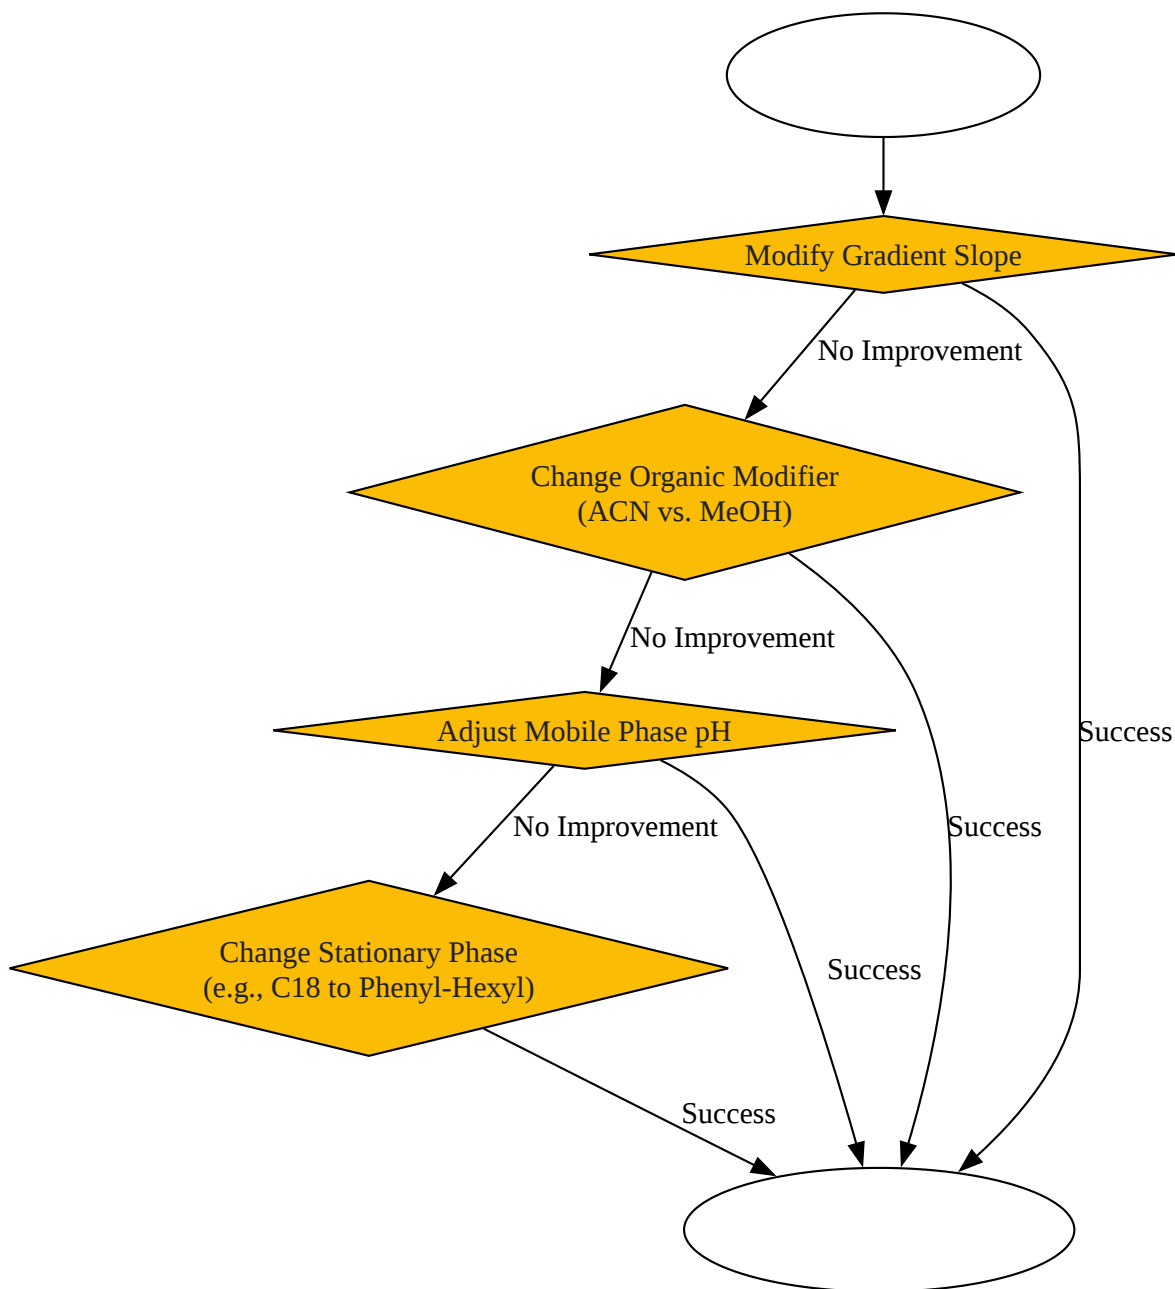 Modify Gradient Slope
No Improvement
Change Organic Modifier
(ACN vs. MeOH)
No Improvement
Adjust Mobile Phase pH
Success
No Improvement
Success
Change Stationary Phase
(e.g., C18 to Phenyl-Hexyl)
Success
Success